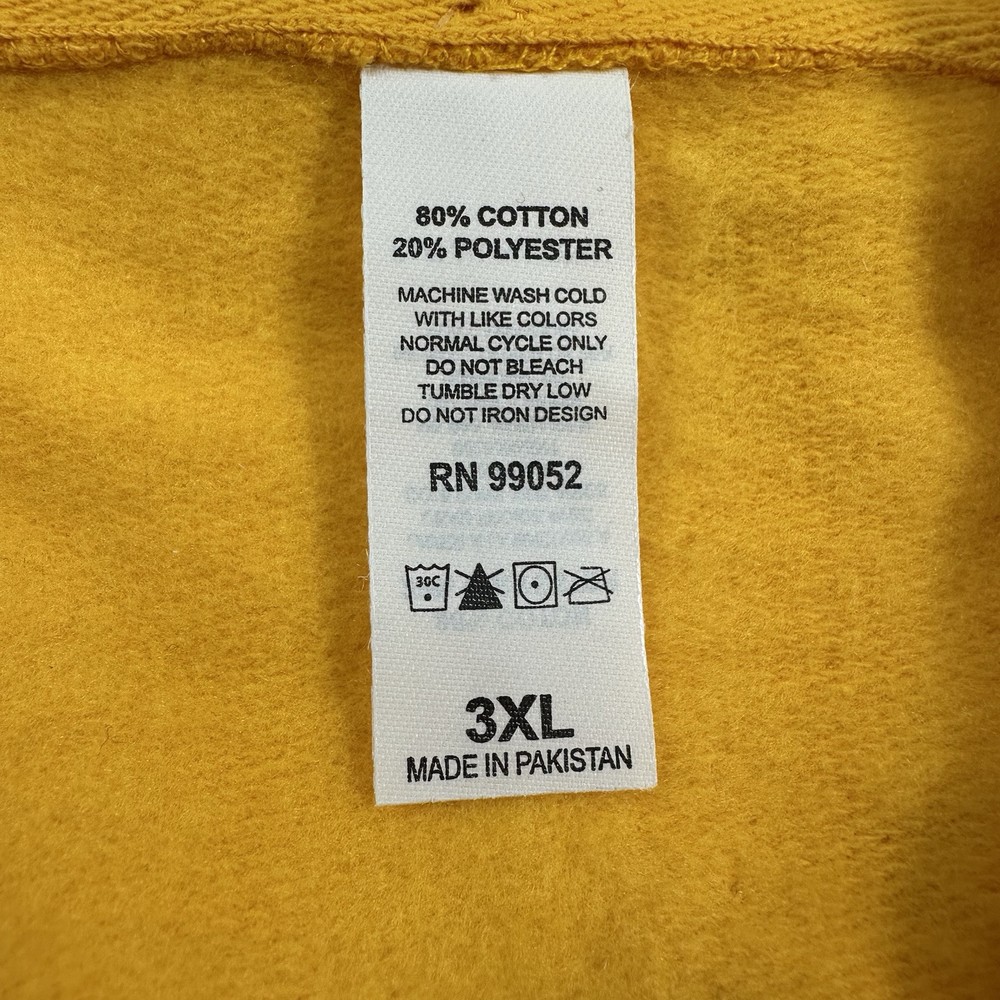 80% COTTON
20% POLYESTER
MACHINE WASH COLD
WITH LIKE COLORS
NORMAL CYCLE ONLY
DO NOT BLEACH
TUMBLE DRY LOW
DO NOT IRON DESIGN
RN 99052
30C
3XL
MADE IN PAKISTAN